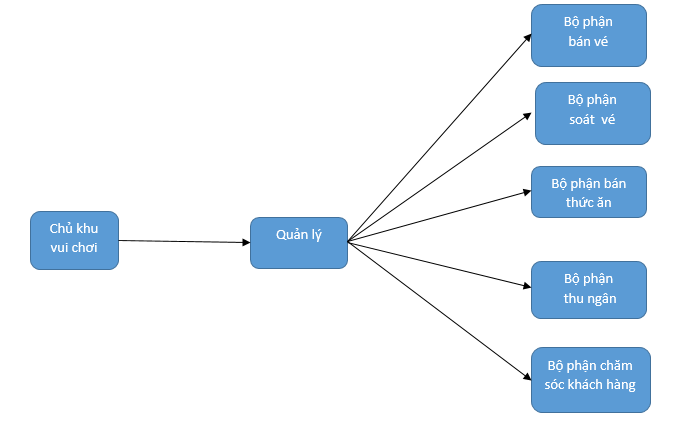 Chủ khu
vui chơi
Quản lý
Bộ phận
bán vé
Bộ phận
soát vé
Bộ phận bán
thức ăn
Bộ phận
thu ngân
Bộ phận chăm
sóc khách hàng